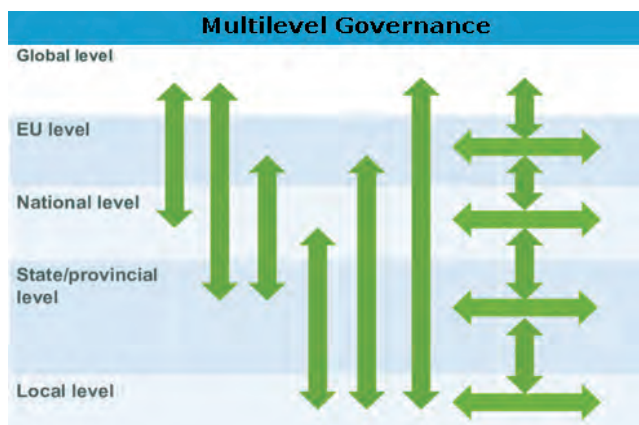 Multilevel Governance
Global level
EU level
National level
State/provincial
level
Local level